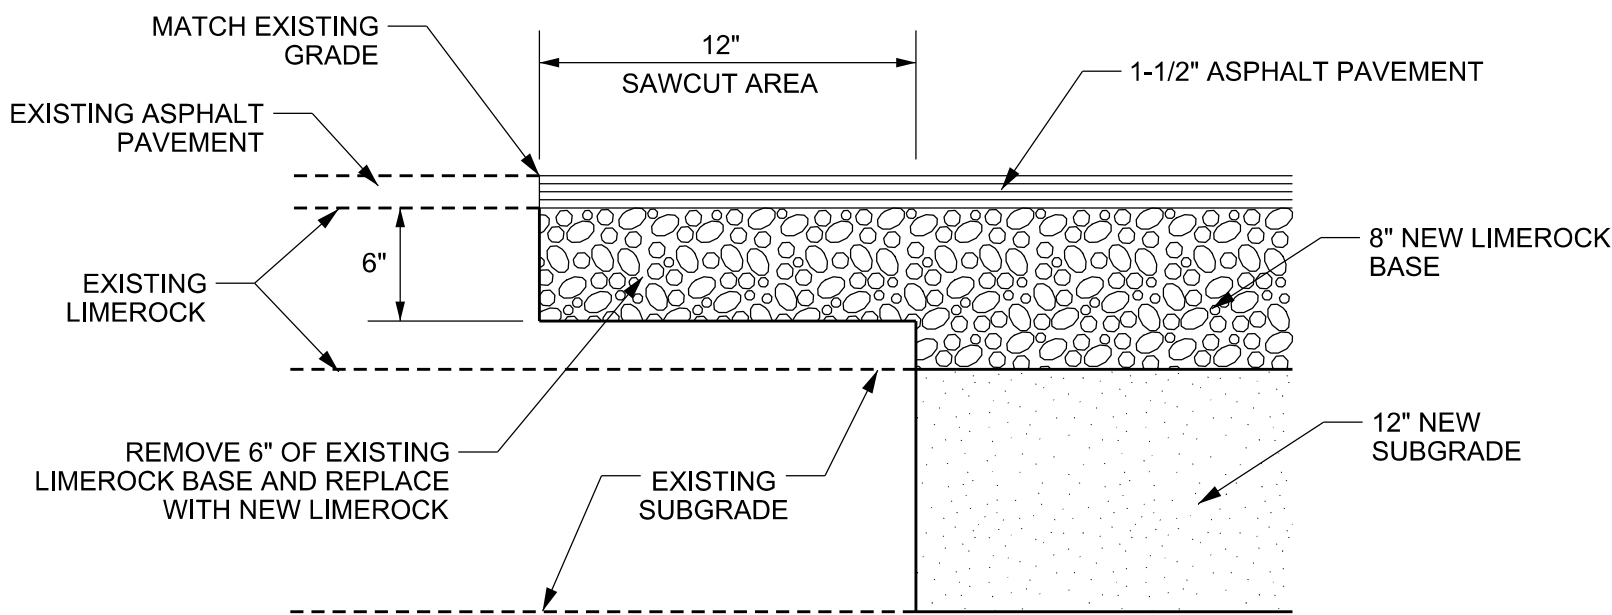 MATCH EXISTING
GRADE
12"
SAWCUT AREA
1-1/2" ASPHALT PAVEMENT
EXISTING ASPHALT
PAVEMENT
6"
8" NEW LIMEROCK
BASE
EXISTING
LIMEROCK
12" NEW
SUBGRADE
REMOVE 6" OF EXISTING
LIMEROCK BASE AND REPLACE
WITH NEW LIMEROCK
EXISTING
SUBGRADE